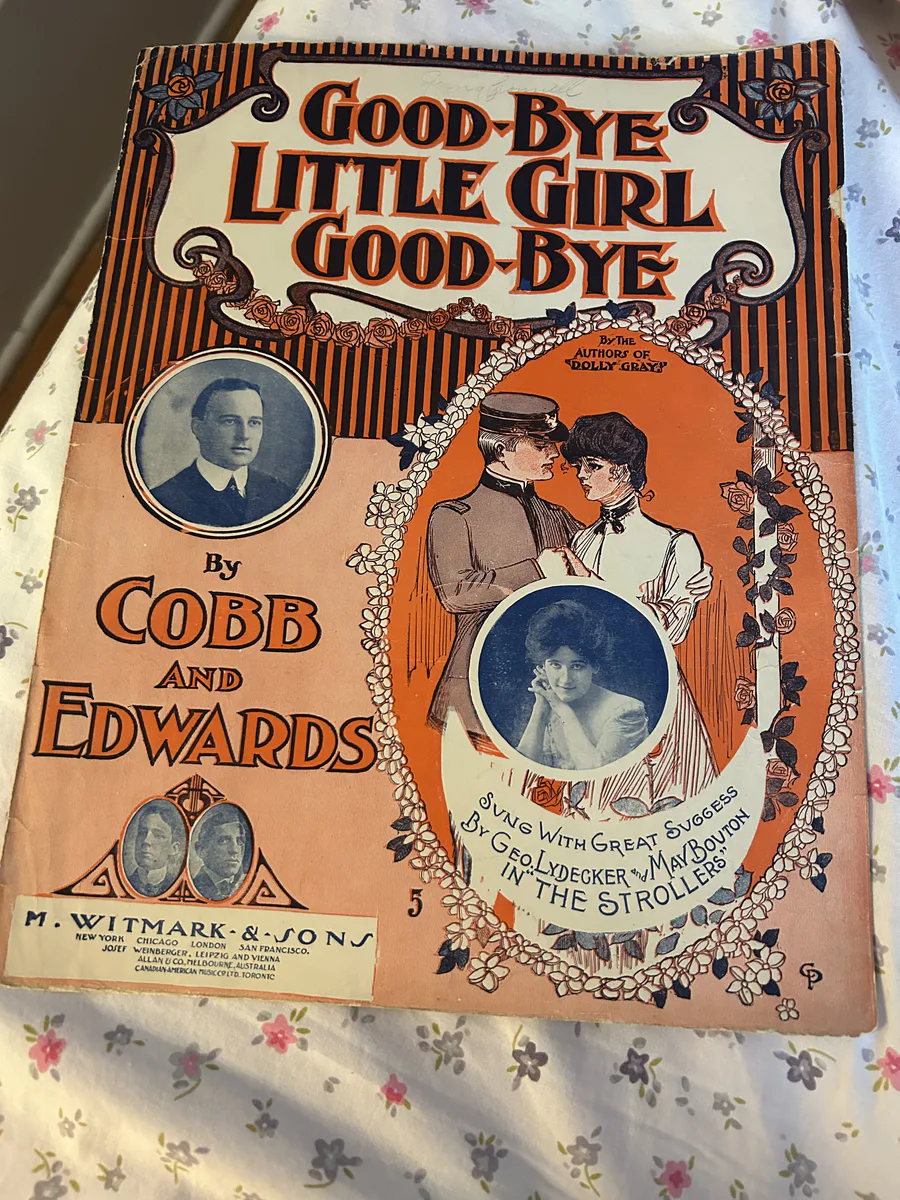 GOOD-BYE
LITTLE GIRL
GOOD-BYE
BY THE
AUTHORS OF
"DOLLY GRAY"
By
COBB
AND
EDWARDS
SUNG WITH GREAT SUGGESS
BY GEO. LYDECKER and MAY BOUTON
IN "THE STROLLERS"
5
M. WITMARK & SONS
NEW YORK CHICAGO LONDON SAN FRANCISCO.
JOSEF WEINBERGER, LEIPZIG AND VIENNA
ALLAN & CO., MELBOURNE, AUSTRALIA
CANADIAN-AMERICAN MUSIC CO LTD. TORONTO